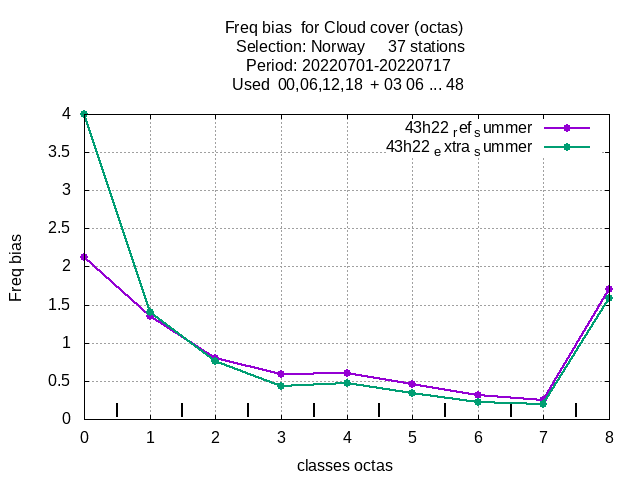 Freq bias  for Cloud cover (octas)
Selection: Norway     37 stations
Period: 20220701-20220717
Used  00,06,12,18  + 03 06 ... 48
43h22 ref summer
43h22 extra summer
4
3.5
3
2.5
2
1.5
1
0.5
0
Freq bias
0 1 2 3 4 5 6 7 8
classes octas